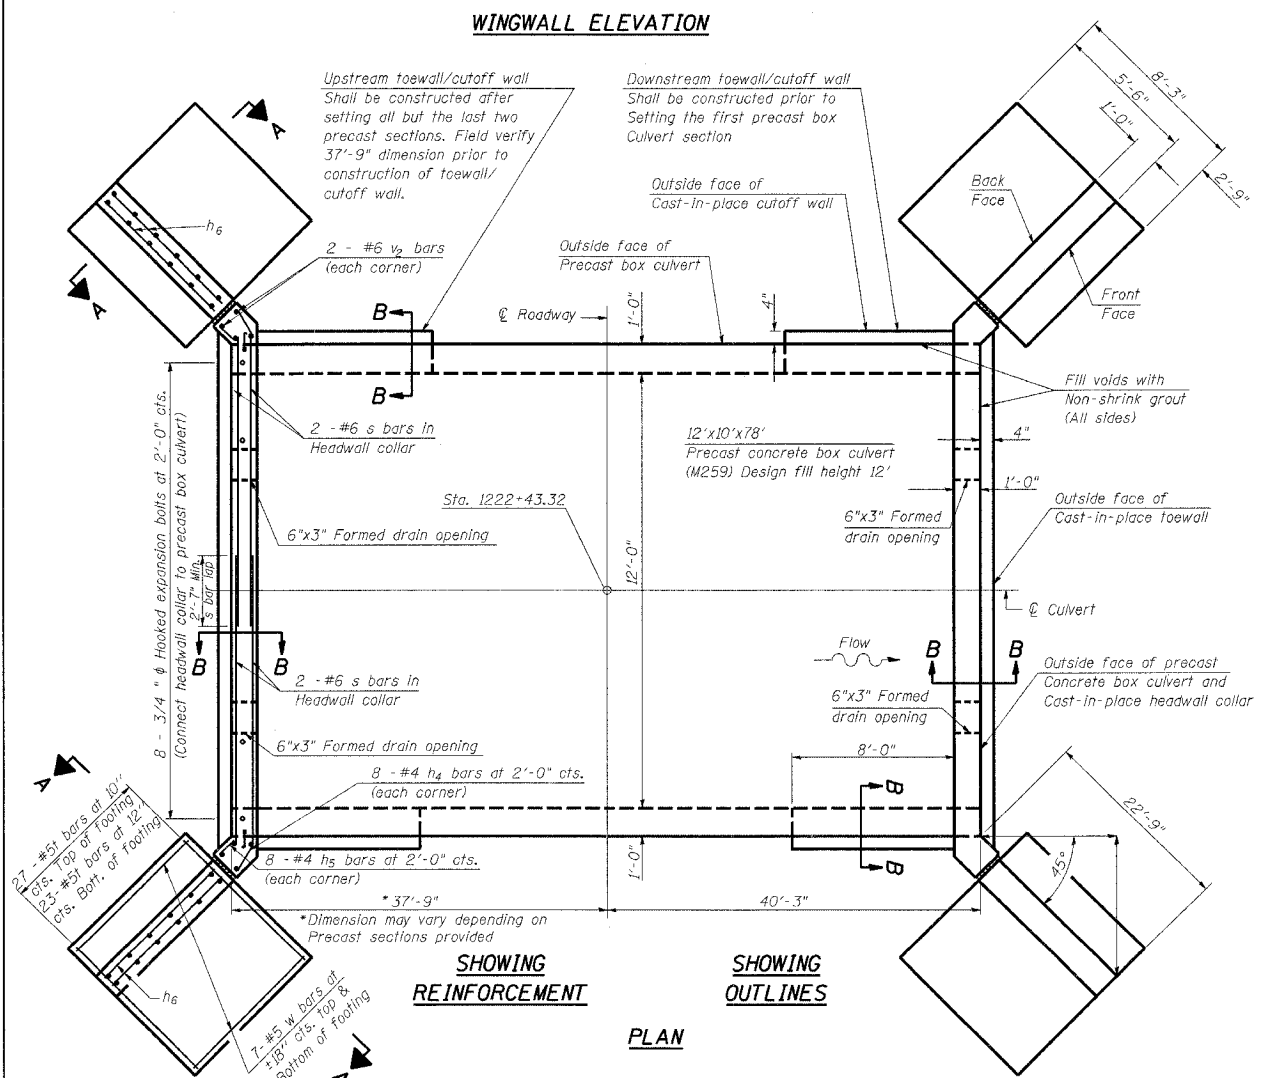 WINGWALL ELEVATION
Upstream toewall/cutoff wall
Shall be constructed after
setting all but the last two
precast sections. Field verify
37'-9" dimension prior to
construction of toewall/
cutoff wall.
Downstream toewall/cutoff wall
Shall be constructed prior to
Setting the first precast box
Culvert section
8'-3"
5'-6"
1'-0"
2'-9"
A
A
h6
2 - #6 v2 bars
(each corner)
Outside face of
Cast-in-place cutoff wall
Outside face of
Precast box culvert
Back
Face
Front
Face
B
B
℄ Roadway
1'-0"
4"
Fill voids with
Non-shrink grout
(All sides)
4"
1'-0"
2 - #6 s bars in
Headwall collar
12'x10'x78'
Precast concrete box culvert
(M259) Design fill height 12'
Sta. 1222+43.32
6"x3" Formed drain opening
6"x3" Formed
drain opening
Outside face of
Cast-in-place toewall
8 - 3/4 " ϕ Hooked expansion bolts at 2'-0" cts.
(Connect headwall collar to precast box culvert)
2'-7" Min.
s bar lap
12'-0"
℄ Culvert
Flow
B
B
B
B
2 - #6 s bars in
Headwall collar
Outside face of precast
Concrete box culvert and
Cast-in-place headwall collar
6"x3" Formed
drain opening
6"x3" Formed drain opening
8'-0"
8 - #4 h4 bars at 2'-0" cts.
(each corner)
B
B
A
27 - #5t bars at 10"
cts. Top of footing
23-#5t bars at 12"
cts. Bott. of footing
8 - #4 h5 bars at 2'-0" cts.
(each corner)
1'-0"
22'-9"
45°
*37'-9"
40'-3"
*Dimension may vary depending on
Precast sections provided
h6
7-#5 w bars at
±18" cts. top &
Bottom of footing
A
SHOWING
REINFORCEMENT
SHOWING
OUTLINES
PLAN